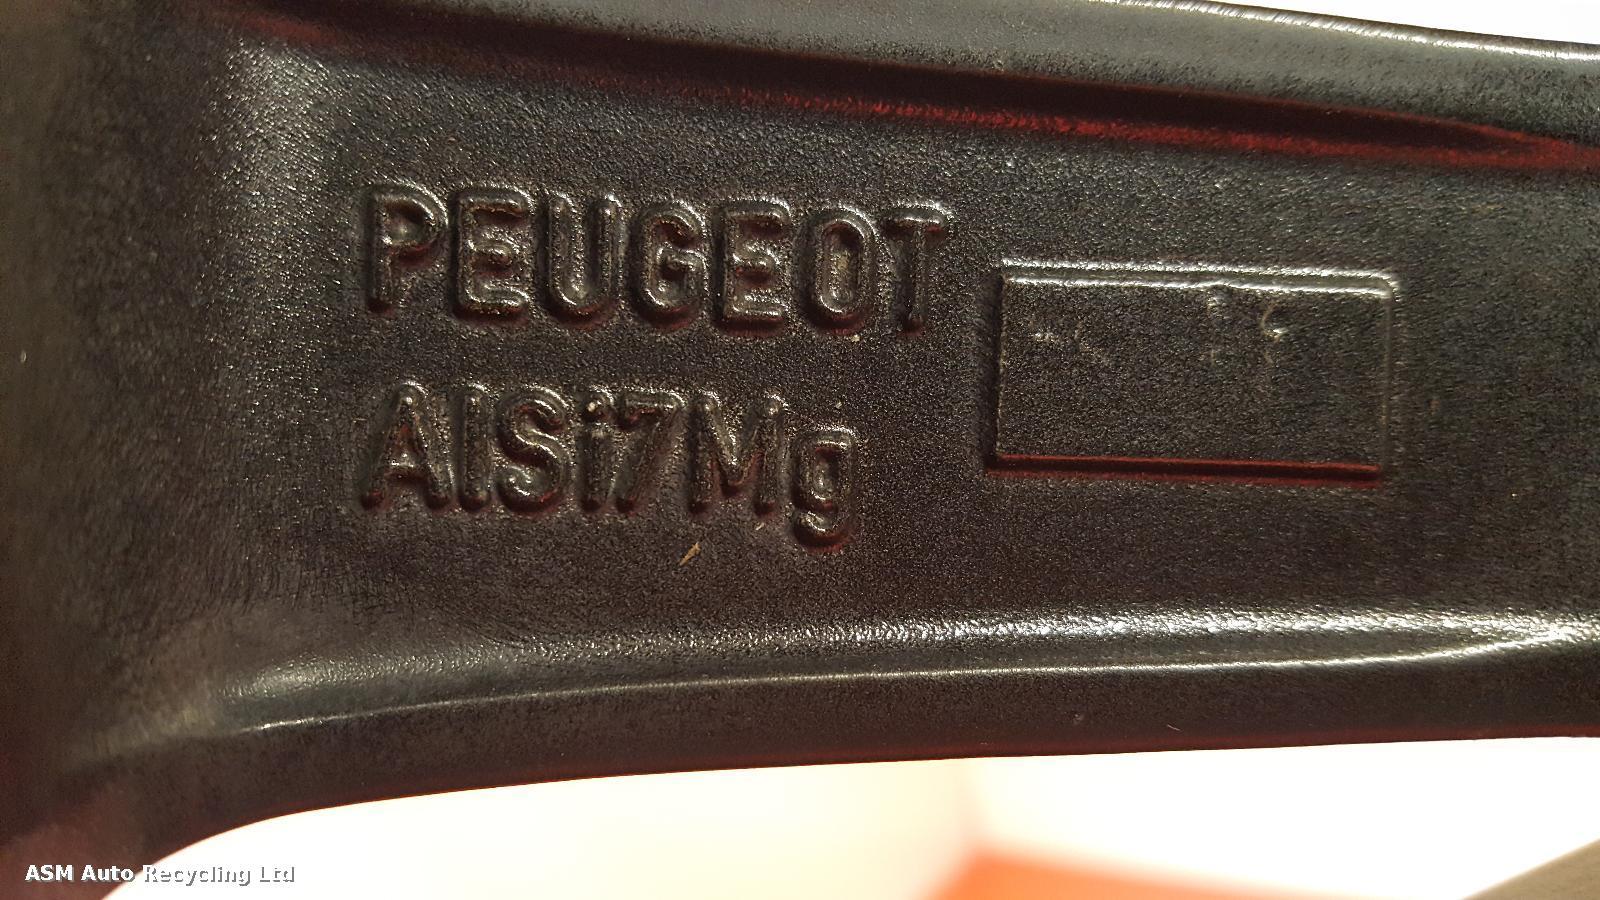 PEUGEOT
AlSi7Mg
ASM Auto Recycling Ltd